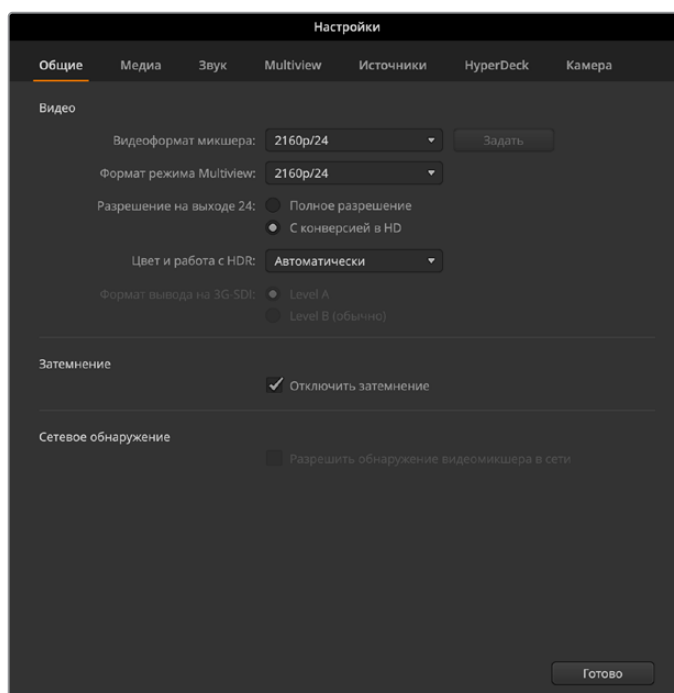 Настройки
Общие Медиа Звук Multiview Источники HyperDeck Камера
Видео
Видеоформат микшера: 2160p/24 Задать
Формат режима Multiview: 2160p/24
Разрешение на выходе 24: Полное разрешение
С конверсией в HD
Цвет и работа с HDR: Автоматически
Формат вывода на 3G-SDI: Level A
Level B (обычно)
Затемнение
Отключить затемнение
Сетевое обнаружение
Разрешить обнаружение видеомикшера в сети
Готово